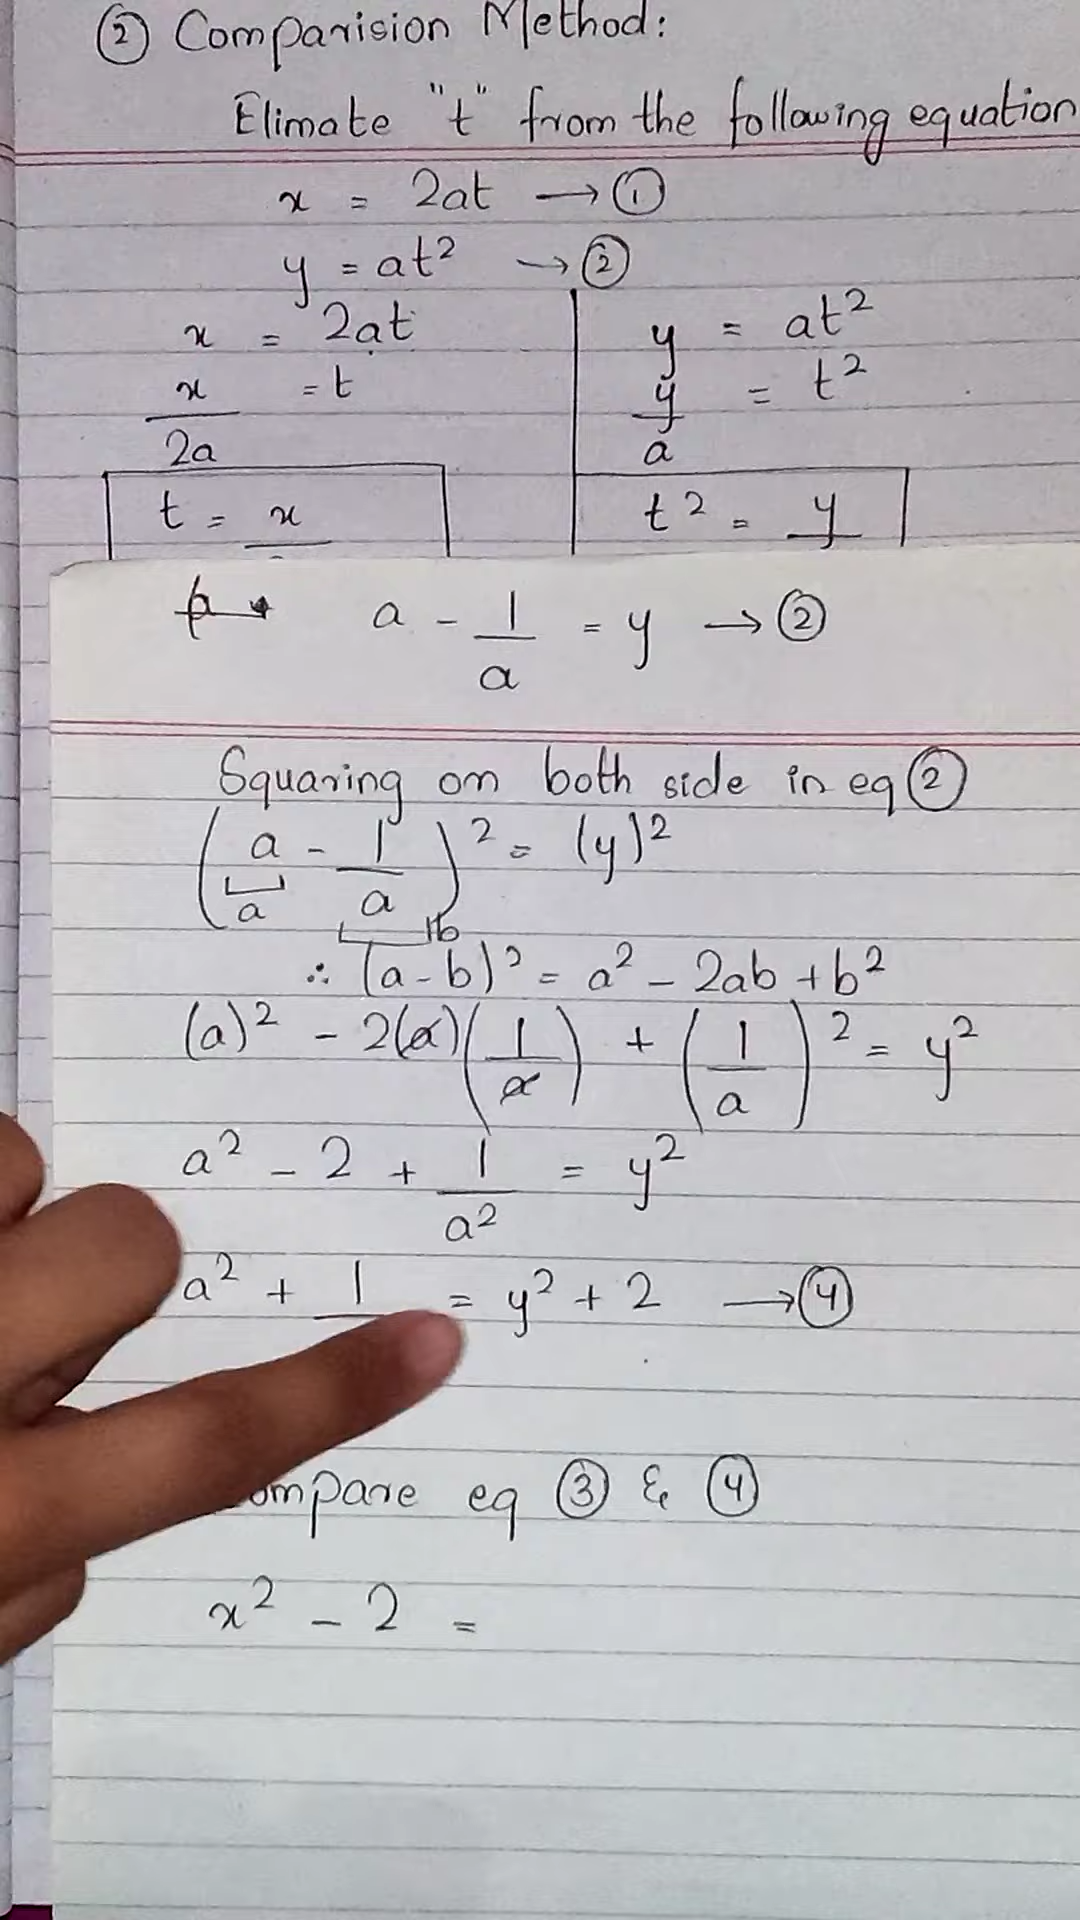 ② Comparision Method:
Elimate "t" from the following equation
x = 2at → ①
y = at² → ②
x = 2at
x/2a = t
t = x
y = at²
y/a = t²
t² = y
a - 1/a = y → ②
Squaring on both side in eq ②
(a - 1/a)² = (y)²
a b
∴ (a-b)² = a² - 2ab + b²
(a)² - 2(a)(1/a) + (1/a)² = y²
a² - 2 + 1/a² = y²
a² + 1 = y² + 2 → ④
ompare eq ③ & ④
x² - 2 =